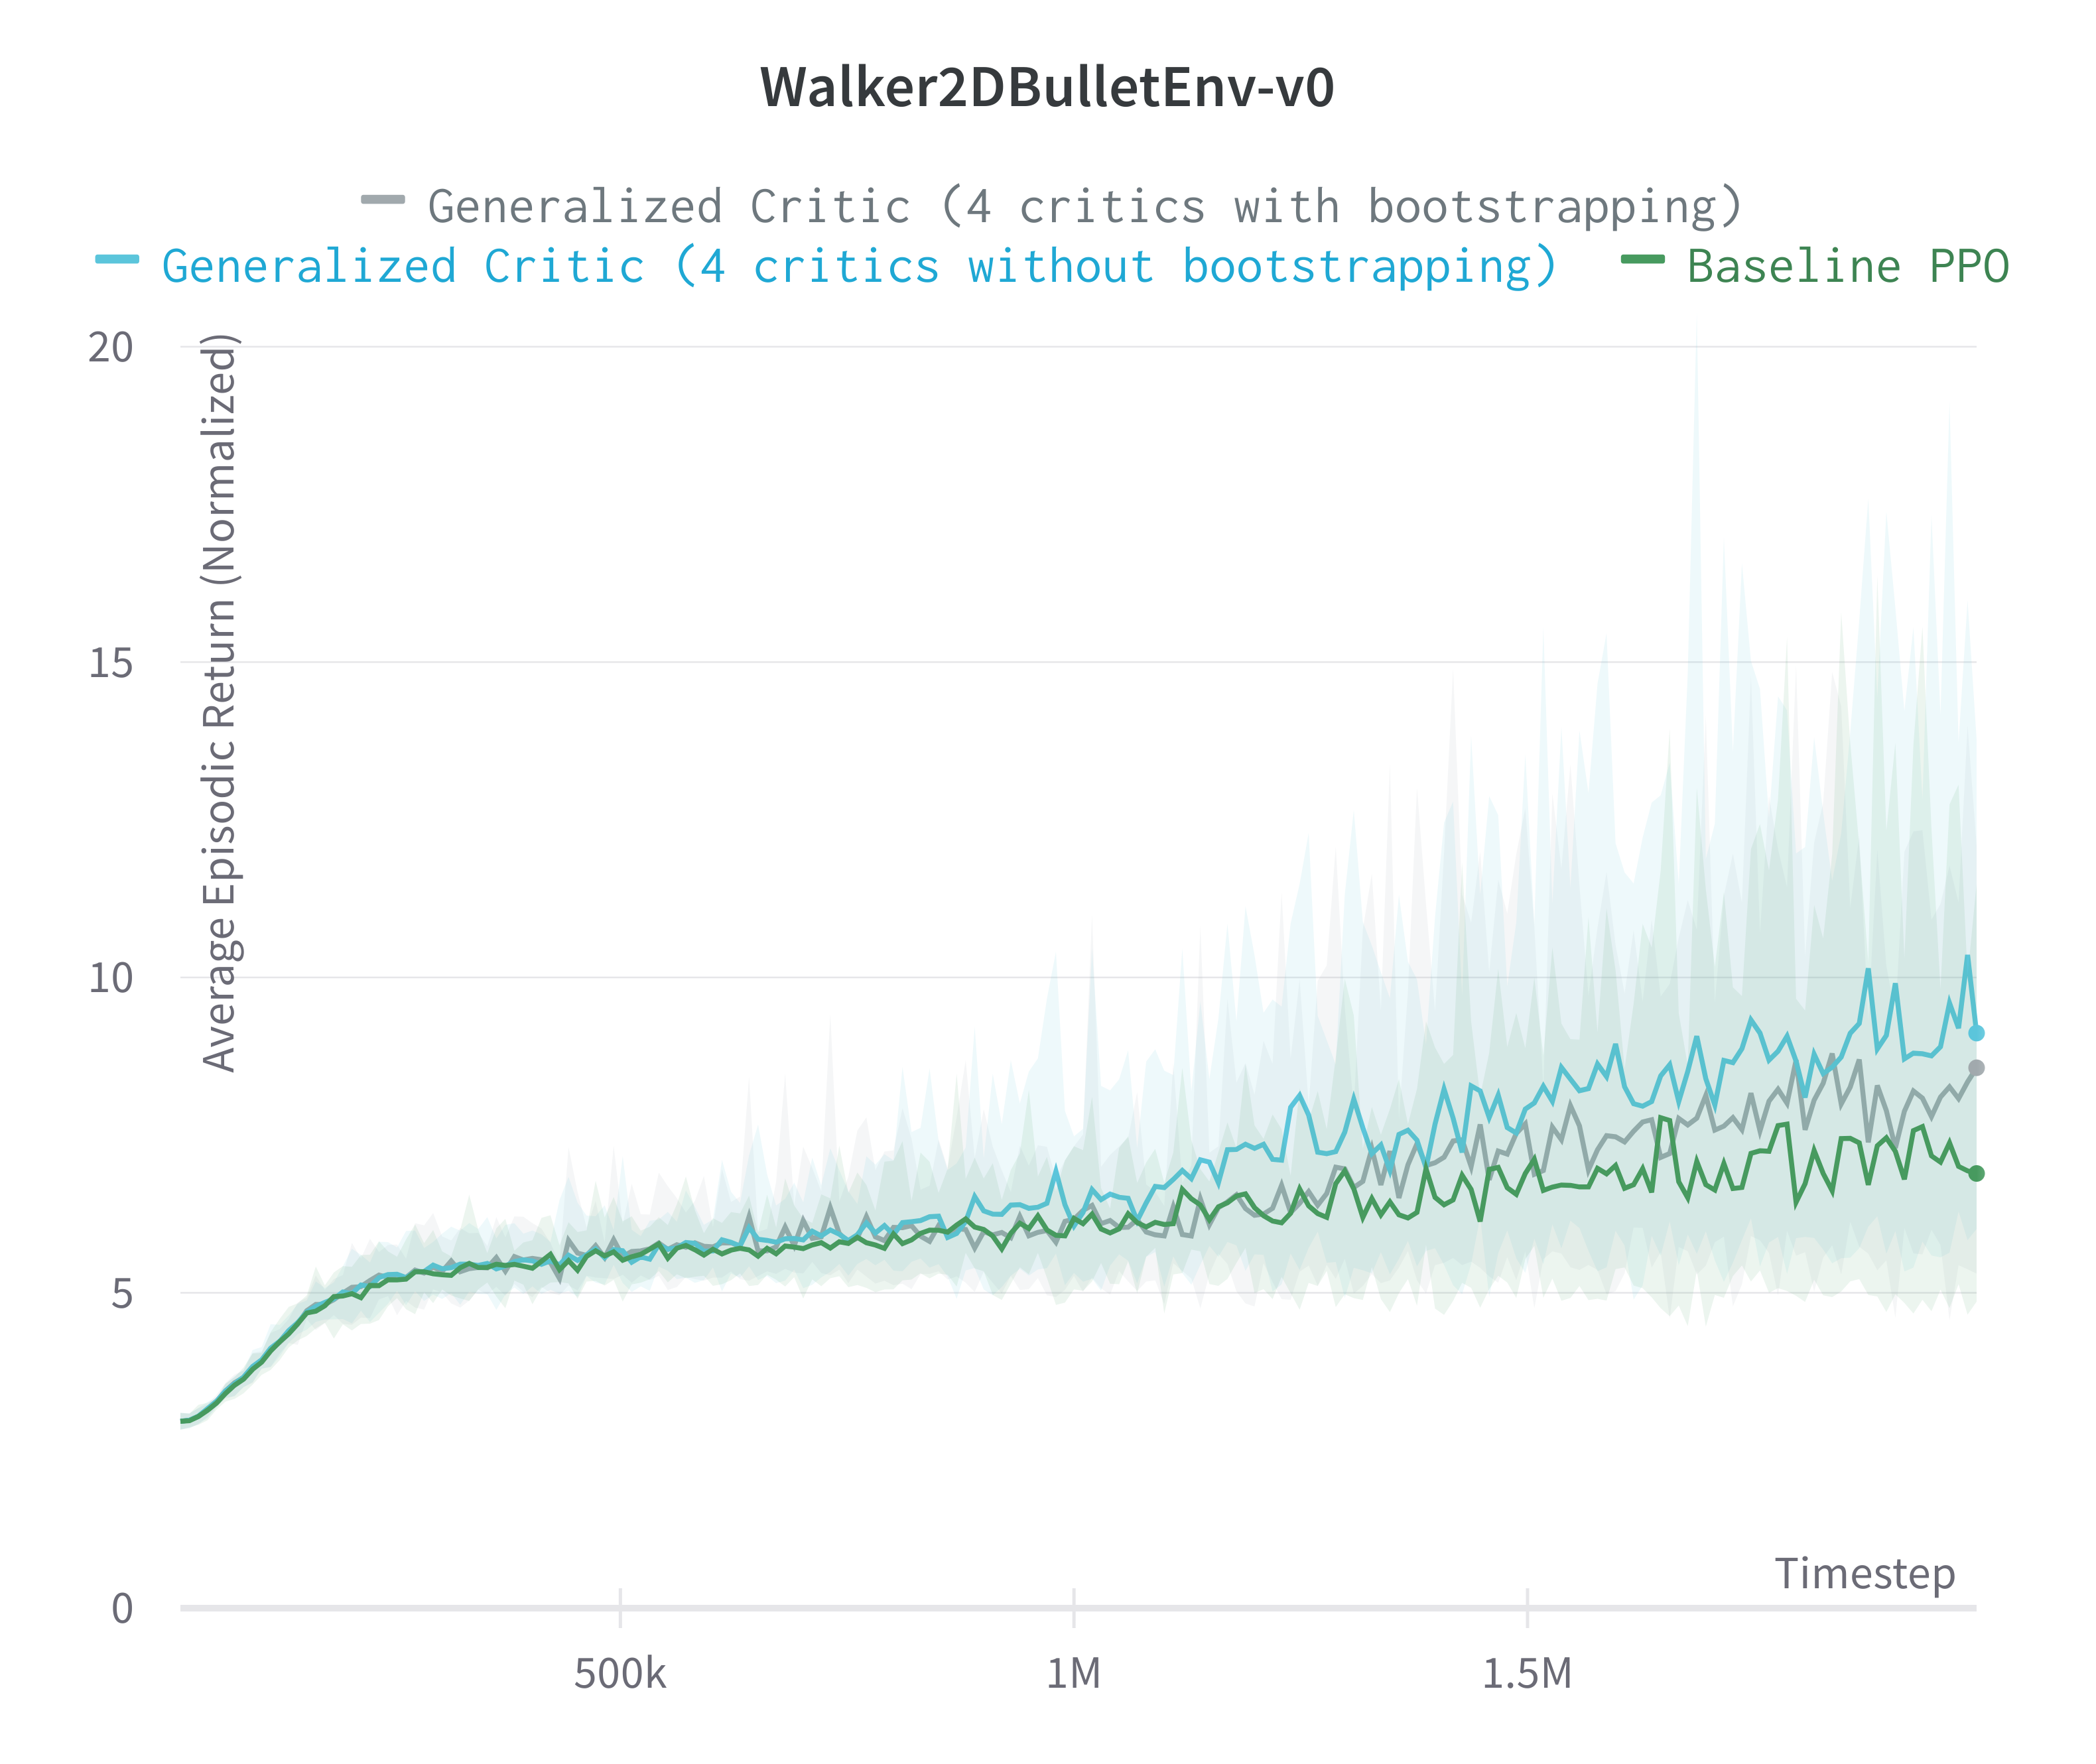 Walker2DBulletEnv-v0
Generalized Critic (4 critics with bootstrapping)
Generalized Critic (4 critics without bootstrapping) Baseline PPO
Average Episodic Return (Normalized)
20
15
10
5
0
Timestep
500k 1M 1.5M